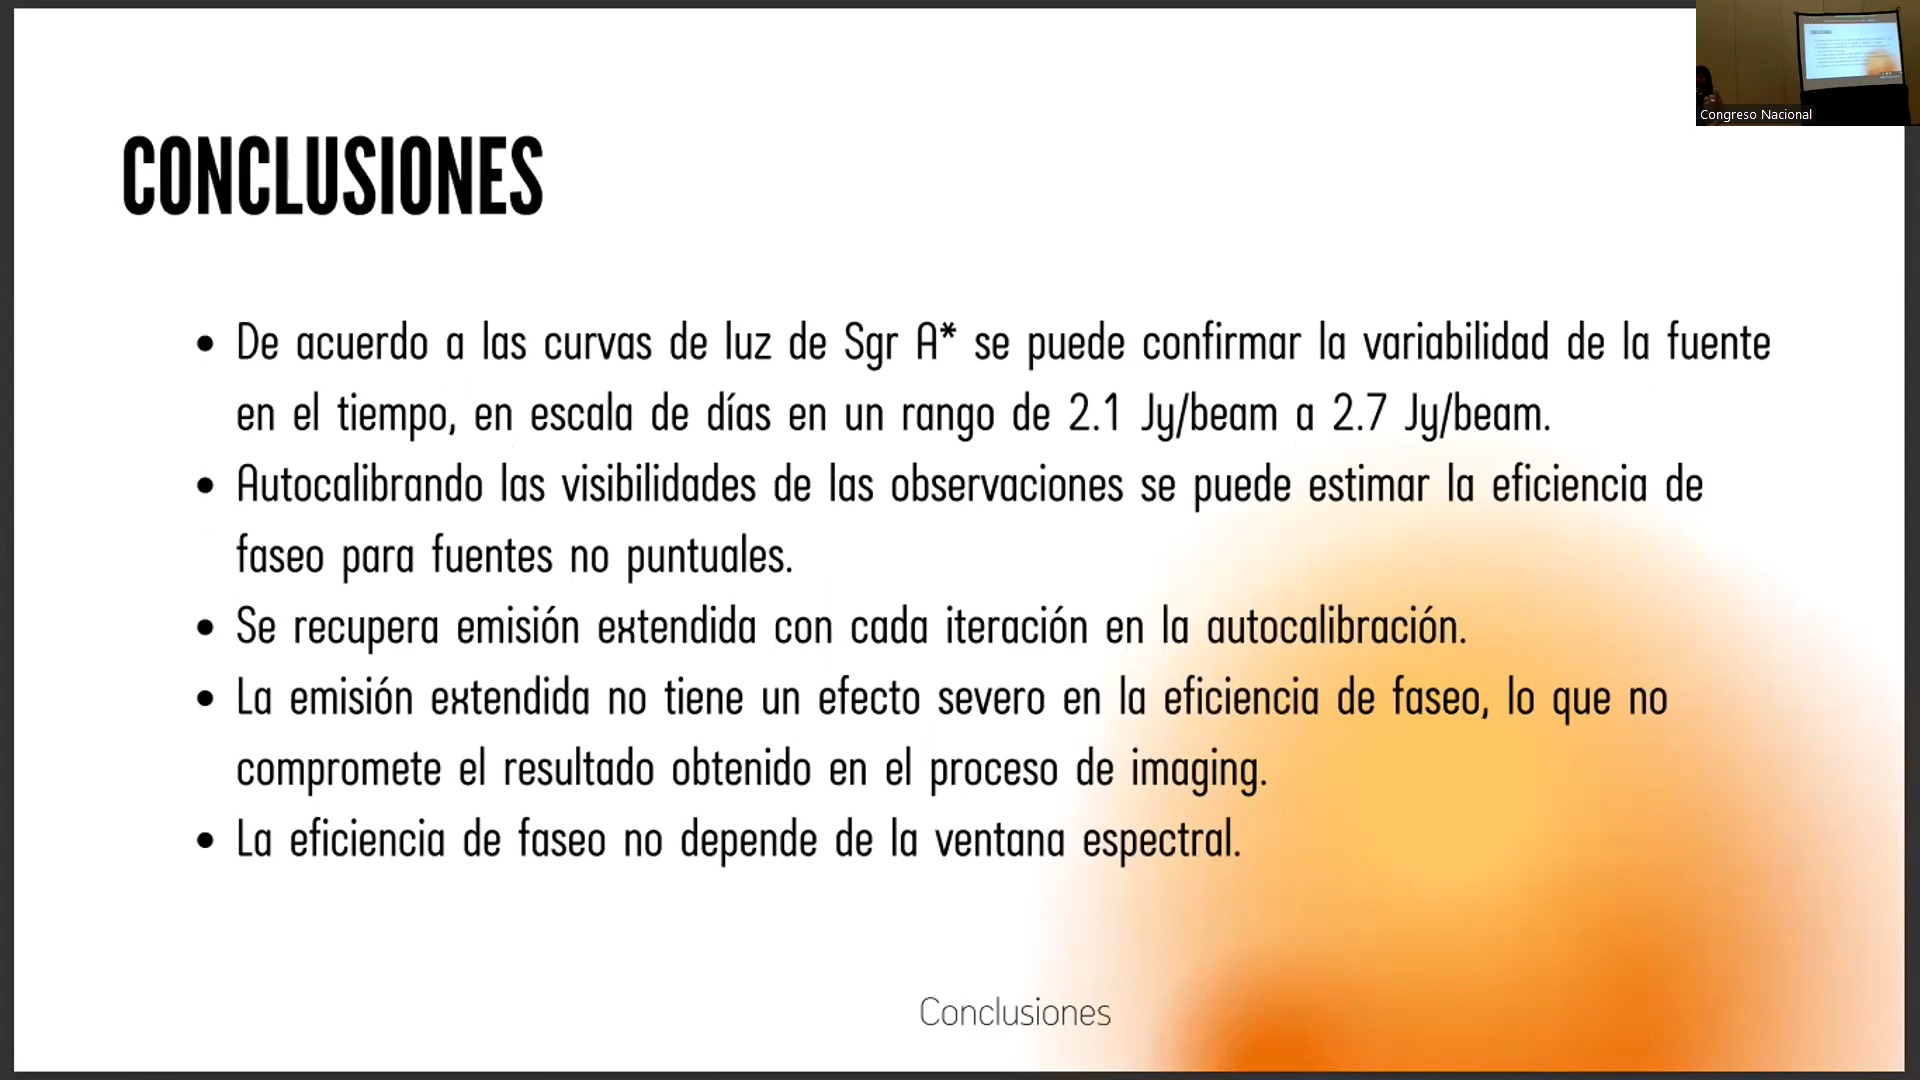 Congreso Nacional
CONCLUSIONES
• De acuerdo a las curvas de luz de Sgr A* se puede confirmar la variabilidad de la fuente
en el tiempo, en escala de días en un rango de 2.1 Jy/beam a 2.7 Jy/beam.
• Autocalibrando las visibilidades de las observaciones se puede estimar la eficiencia de
faseo para fuentes no puntuales.
• Se recupera emisión extendida con cada iteración en la autocalibración.
• La emisión extendida no tiene un efecto severo en la eficiencia de faseo, lo que no
compromete el resultado obtenido en el proceso de imaging.
• La eficiencia de faseo no depende de la ventana espectral.
Conclusiones